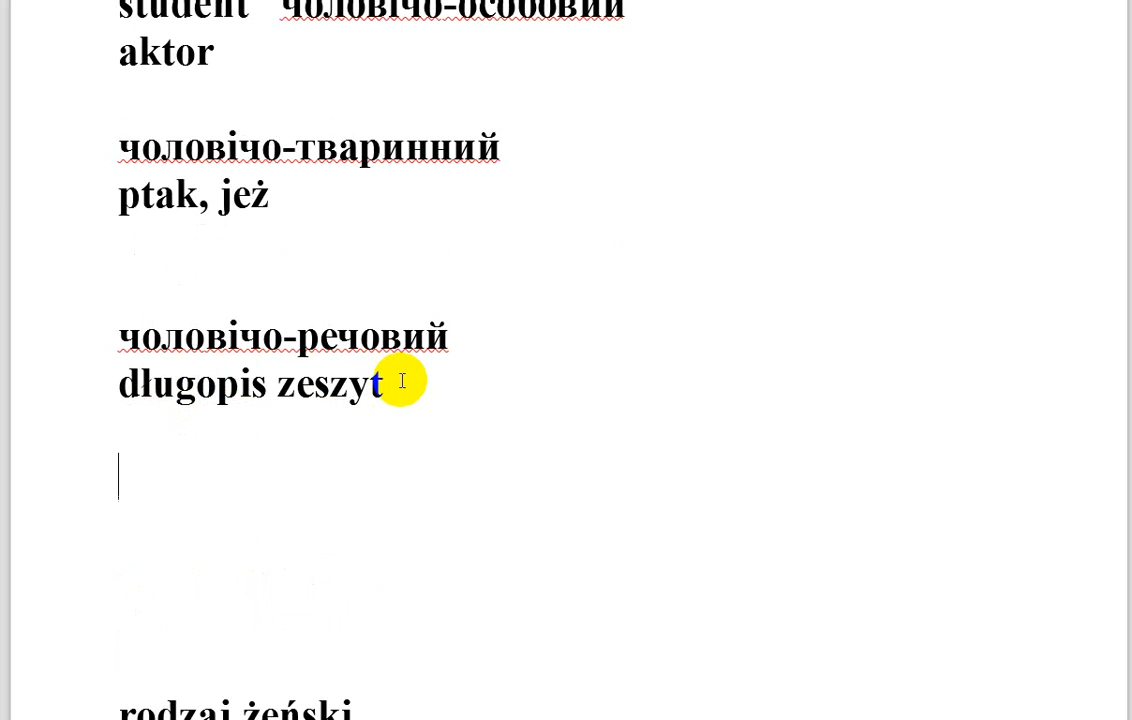 student чоловічо-особовий
aktor
чоловічо-тваринний
ptak, jeż
чоловічо-речовий
długopis zeszyt
rodzaj żeński